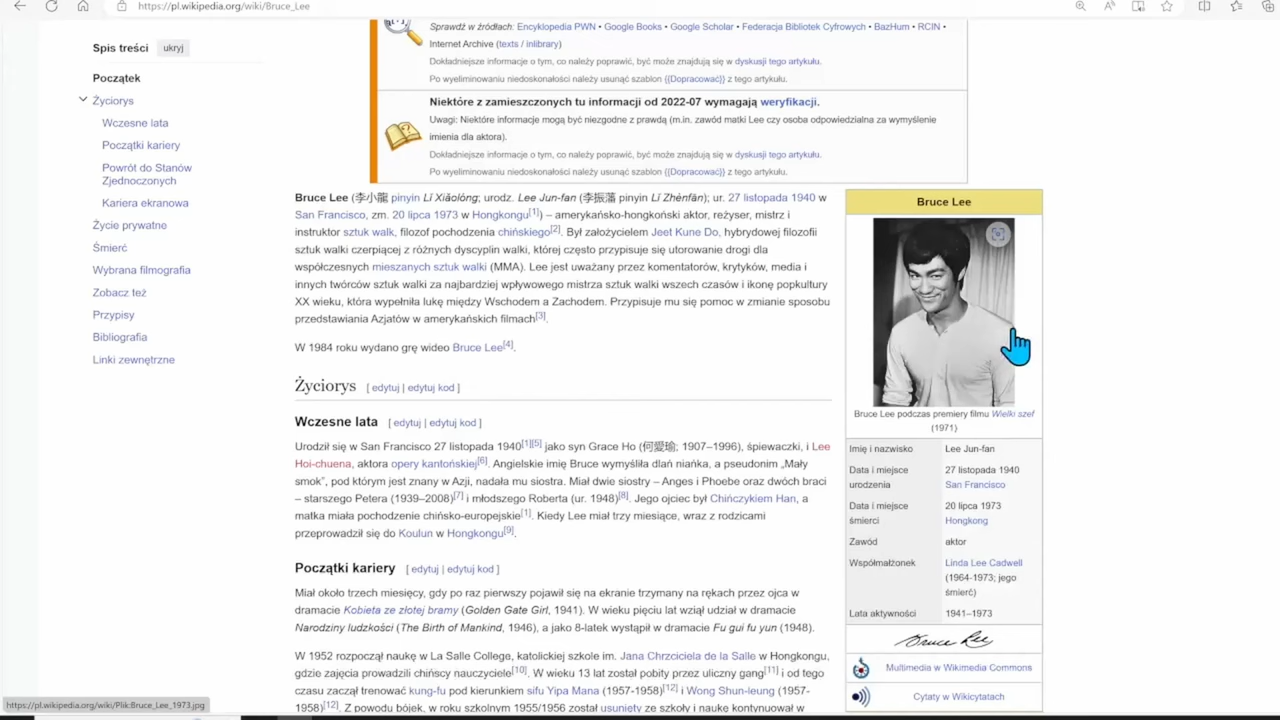 https://pl.wikipedia.org/wiki/Bruce_Lee
Spis treści ukryj
Początek
Życiorys
Wczesne lata
Początki kariery
Powrót do Stanów
Zjednoczonych
Kariera ekranowa
Życie prywatne
Śmierć
Wybrana filmografia
Zobacz też
Przypisy
Bibliografia
Linki zewnętrzne
Sprawdź w źródłach: Encyklopedia PWN • Google Books • Google Scholar • Federacja Bibliotek Cyfrowych • BazHum • RCIN •
Internet Archive (texts / inlibrary)
Dokładniejsze informacje o tym, co należy poprawić, być może znajdują się w dyskusji tego artykułu.
Po wyeliminowaniu niedoskonałości należy usunąć szablon {{Dopracować}} z tego artykułu.
Niektóre z zamieszczonych tu informacji od 2022-07 wymagają weryfikacji.
Uwagi: Niektóre informacje mogą być niezgodne z prawdą (m.in. zawód matki Lee czy osoba odpowiedzialna za wymyślenie
imienia dla aktora).
Dokładniejsze informacje o tym, co należy poprawić, być może znajdują się w dyskusji tego artykułu.
Po wyeliminowaniu niedoskonałości należy usunąć szablon {{Dopracować}} z tego artykułu.
Bruce Lee (李小龍 pinyin Lǐ Xiǎolóng; urodz. Lee Jun-fan (李振藩 pinyin Lǐ Zhènfān); ur. 27 listopada 1940 w
San Francisco, zm. 20 lipca 1973 w Hongkongu[1]) – amerykańsko-hongkoński aktor, reżyser, mistrz i
instruktor sztuk walk, filozof pochodzenia chińskiego[2]. Był założycielem Jeet Kune Do, hybrydowej filozofii
sztuk walki czerpiącej z różnych dyscyplin walki, której często przypisuje się utorowanie drogi dla
współczesnych mieszanych sztuk walki (MMA). Lee jest uważany przez komentatorów, krytyków, media i
innych twórców sztuk walki za najbardziej wpływowego mistrza sztuk walki wszech czasów i ikonę popkultury
XX wieku, która wypełniła lukę między Wschodem a Zachodem. Przypisuje mu się pomoc w zmianie sposobu
przedstawiania Azjatów w amerykańskich filmach[3].
W 1984 roku wydano grę wideo Bruce Lee[4].
Życiorys [ edytuj | edytuj kod ]
Wczesne lata [ edytuj | edytuj kod ]
Urodził się w San Francisco 27 listopada 1940[1][5] jako syn Grace Ho (何愛瑜; 1907–1996), śpiewaczki, i Lee
Hoi-chuena, aktora opery kantońskiej[6]. Angielskie imię Bruce wymyśliła dlań niańka, a pseudonim „Mały
smok", pod którym jest znany w Azji, nadała mu siostra. Miał dwie siostry – Anges i Phoebe oraz dwóch braci
– starszego Petera (1939–2008)[7] i młodszego Roberta (ur. 1948)[8]. Jego ojciec był Chińczykiem Han, a
matka miała pochodzenie chińsko-europejskie[1]. Kiedy Lee miał trzy miesiące, wraz z rodzicami
przeprowadził się do Koulun w Hongkongu[9].
Początki kariery [ edytuj | edytuj kod ]
Miał około trzech miesięcy, gdy po raz pierwszy pojawił się na ekranie trzymany na rękach przez ojca w
dramacie Kobieta ze złotej bramy (Golden Gate Girl, 1941). W wieku pięciu lat wziął udział w dramacie
Narodziny ludzkości (The Birth of Mankind, 1946), a jako 8-latek wystąpił w dramacie Fu gui fu yun (1948).
W 1952 rozpoczął naukę w La Salle College, katolickiej szkole im. Jana Chrzciciela de la Salle w Hongkongu,
gdzie zajęcia prowadzili chińscy nauczyciele[10]. W wieku 13 lat został pobity przez uliczny gang[11] i od tego
czasu zaczął trenować kung-fu pod kierunkiem sifu Yipa Mana (1957-1958)[12] i Wong Shun-leung (1957-
1958)[12]. Z powodu bójek, w roku szkolnym 1955/1956 został usunięty ze szkoły i naukę kontynuował w
Bruce Lee
Bruce Lee podczas premiery filmu Wielki szef
(1971)
Imię i nazwisko Lee Jun-fan
Data i miejsce 27 listopada 1940
urodzenia San Francisco
Data i miejsce 20 lipca 1973
śmierci Hongkong
Zawód aktor
Współmałżonek Linda Lee Cadwell
(1964-1973; jego
śmierć)
Lata aktywności 1941–1973
Bruce Lee
Multimedia w Wikimedia Commons
Cytaty w Wikicytatach
https://pl.wikipedia.org/wiki/Plik:Bruce_Lee_1973.jpg